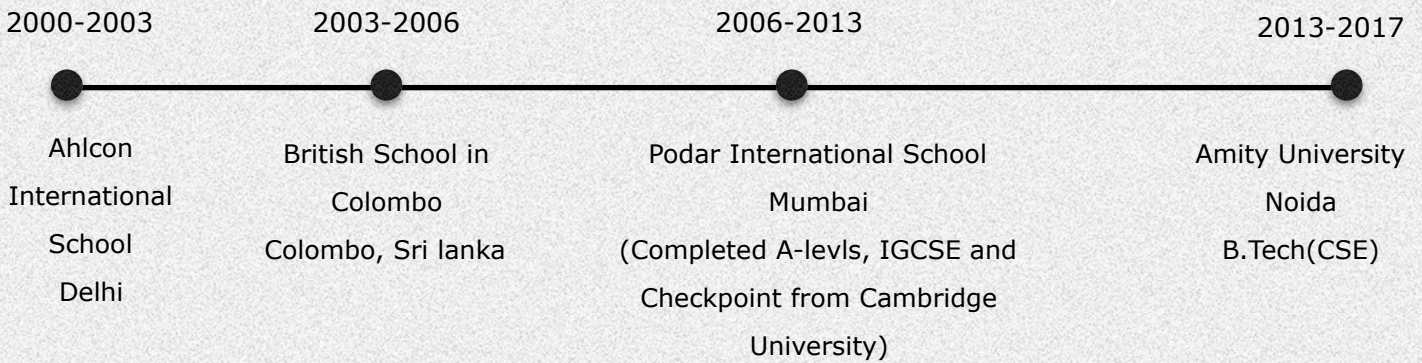 2000-2003
Ahlcon
International
School
Delhi
2003-2006
British School in
Colombo
Colombo, Sri lanka
2006-2013
Podar International School
Mumbai
(Completed A-levls, IGCSE and
Checkpoint from Cambridge
University)
2013-2017
Amity University
Noida
B.Tech(CSE)